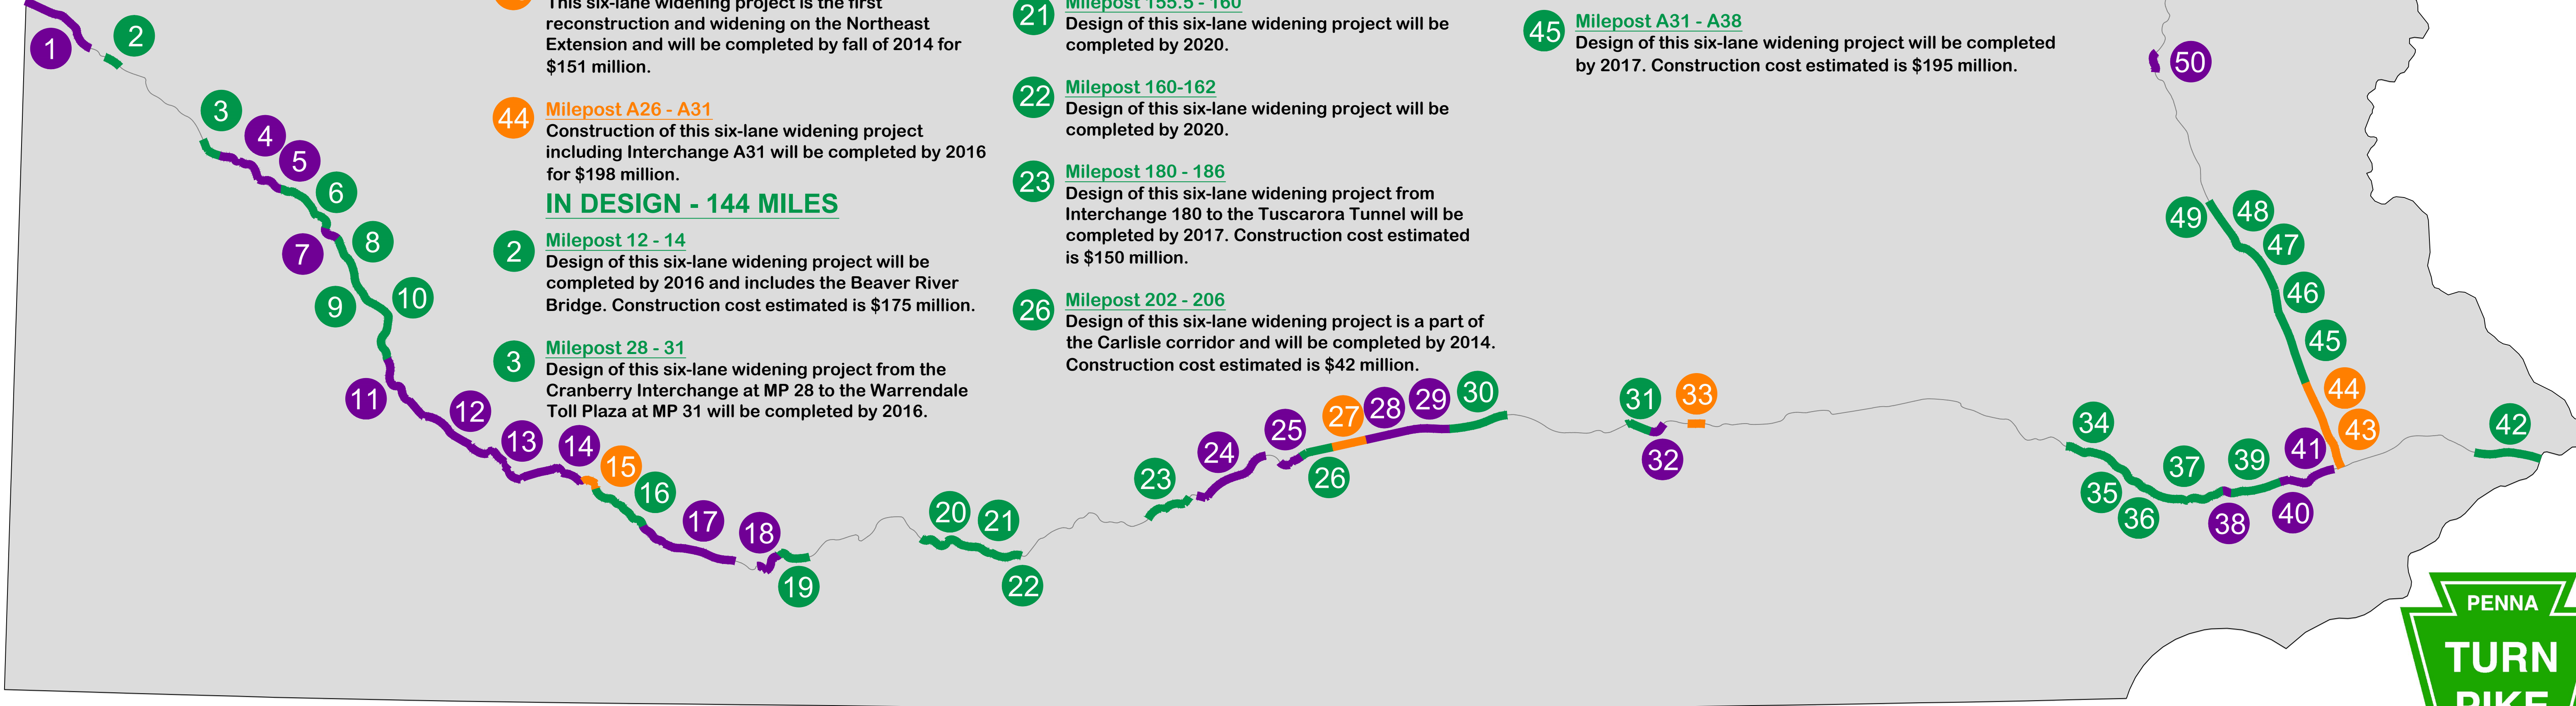 This six-lane widening project is the first
reconstruction and widening on the Northeast
Extension and will be completed by fall of 2014 for
$151 million.
44
Milepost A26 - A31
Construction of this six-lane widening project
including Interchange A31 will be completed by 2016
for $198 million.
IN DESIGN - 144 MILES
2
Milepost 12 - 14
Design of this six-lane widening project will be
completed by 2016 and includes the Beaver River
Bridge. Construction cost estimated is $175 million.
3
Milepost 28 - 31
Design of this six-lane widening project from the
Cranberry Interchange at MP 28 to the Warrendale
Toll Plaza at MP 31 will be completed by 2016.
21
Milepost 155.5 - 160
Design of this six-lane widening project will be
completed by 2020.
22
Milepost 160-162
Design of this six-lane widening project will be
completed by 2020.
23
Milepost 180 - 186
Design of this six-lane widening project from
Interchange 180 to the Tuscarora Tunnel will be
completed by 2017. Construction cost estimated
is $150 million.
26
Milepost 202 - 206
Design of this six-lane widening project is a part of
the Carlisle corridor and will be completed by 2014.
Construction cost estimated is $42 million.
45
Milepost A31 - A38
Design of this six-lane widening project will be completed
by 2017. Construction cost estimated is $195 million.
1
2
3
4
5
6
7
8
9
10
11
12
13
14
15
16
17
18
19
20
21
22
23
24
25
26
27
28
29
30
31
32
33
34
35
36
37
38
39
40
41
42
43
44
45
46
47
48
49
50
PENNA
TURN
PIKE